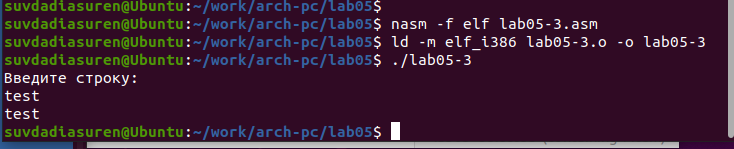 suvdadiasuren@Ubuntu:~/work/arch-pc/lab05$
suvdadiasuren@Ubuntu:~/work/arch-pc/lab05$ nasm -f elf lab05-3.asm
suvdadiasuren@Ubuntu:~/work/arch-pc/lab05$ ld -m elf_i386 lab05-3.o -o lab05-3
suvdadiasuren@Ubuntu:~/work/arch-pc/lab05$ ./lab05-3
Введите строку:
test
test
suvdadiasuren@Ubuntu:~/work/arch-pc/lab05$